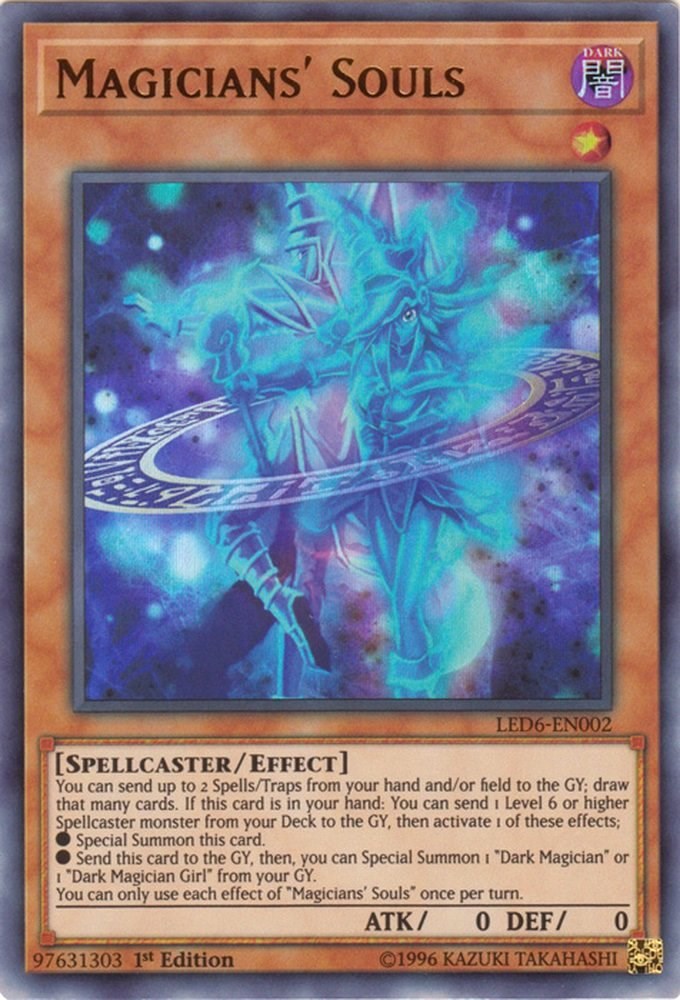 MAGICIANS' SOULS
DARK
闇
LED6-EN002
[SPELLCASTER/EFFECT]
You can send up to 2 Spells/Traps from your hand and/or field to the GY; draw
that many cards. If this card is in your hand: You can send 1 Level 6 or higher
Spellcaster monster from your Deck to the GY, then activate 1 of these effects;
● Special Summon this card.
● Send this card to the GY, then, you can Special Summon 1 "Dark Magician" or
1 "Dark Magician Girl" from your GY.
You can only use each effect of "Magicians' Souls" once per turn.
ATK/ 0 DEF/ 0
97631303 1st Edition ©1996 KAZUKI TAKAHASHI